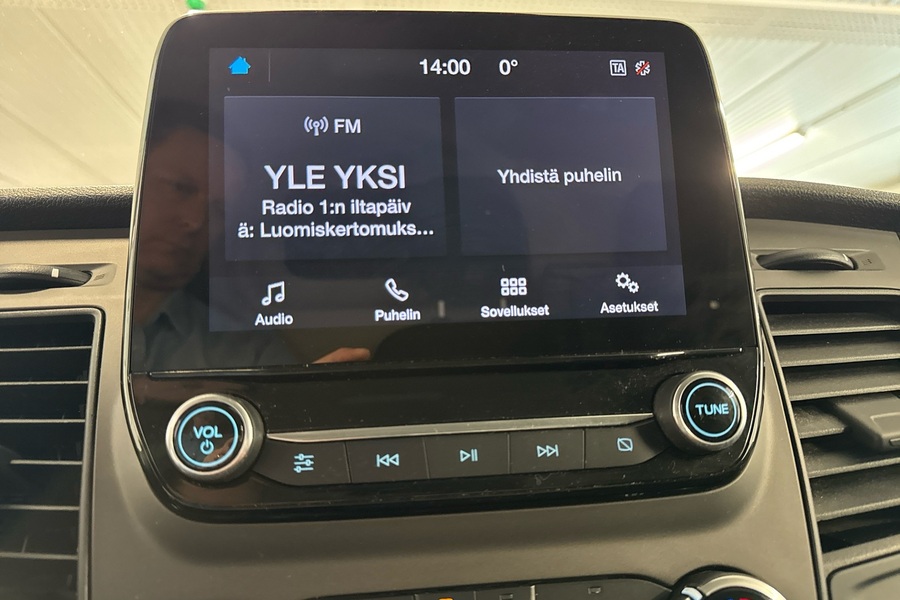 14:00 0° TA
FM
YLE YKSI
Radio 1:n iltapäiv
ä: Luomiskertomuks...
Yhdistä puhelin
Audio Puhelin Sovellukset Asetukset
VOL
TUNE